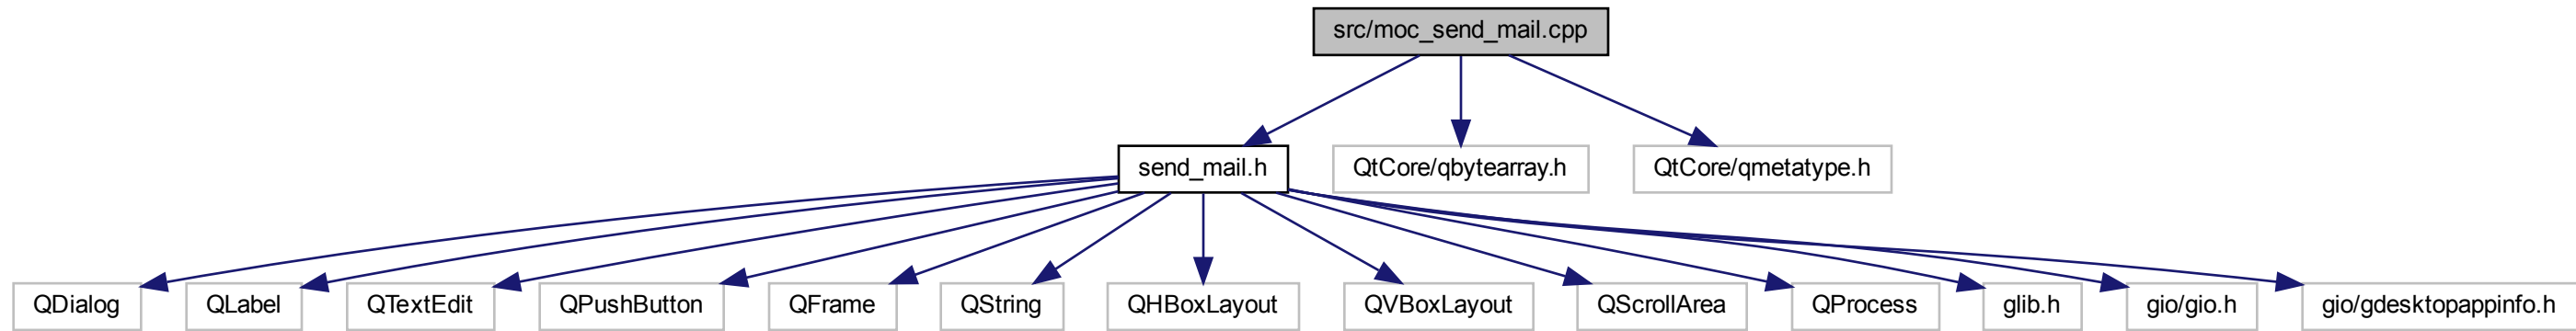 src/moc_send_mail.cpp
send_mail.h
QtCore/qbytearray.h
QtCore/qmetatype.h
QDialog
QLabel
QTextEdit
QPushButton
QFrame
QString
QHBoxLayout
QVBoxLayout
QScrollArea
QProcess
glib.h
gio/gio.h
gio/gdesktopappinfo.h